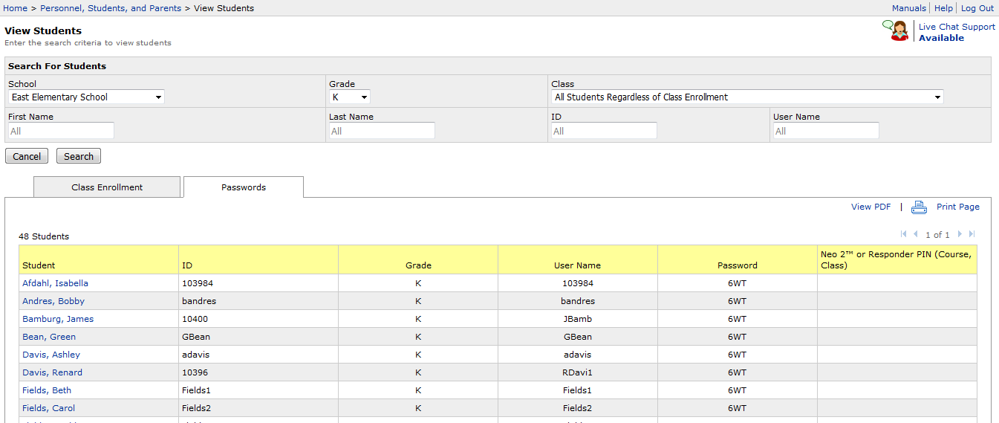 Home > Personnel, Students, and Parents > View Students
Manuals | Help | Log Out
View Students
Enter the search criteria to view students
Live Chat Support
Available
Search For Students
School Grade Class
East Elementary School K All Students Regardless of Class Enrollment
First Name Last Name ID User Name
All All All All
Cancel Search
Class Enrollment Passwords
View PDF | Print Page
48 Students 1 of 1
Student ID Grade User Name Password Neo 2™ or Responder PIN (Course,
Class)
Afdahl, Isabella 103984 K 103984 6WT
Andres, Bobby bandres K bandres 6WT
Bamburg, James 10400 K JBamb 6WT
Bean, Green GBean K GBean 6WT
Davis, Ashley adavis K adavis 6WT
Davis, Renard 10396 K RDavi1 6WT
Fields, Beth Fields1 K Fields1 6WT
Fields, Carol Fields2 K Fields2 6WT